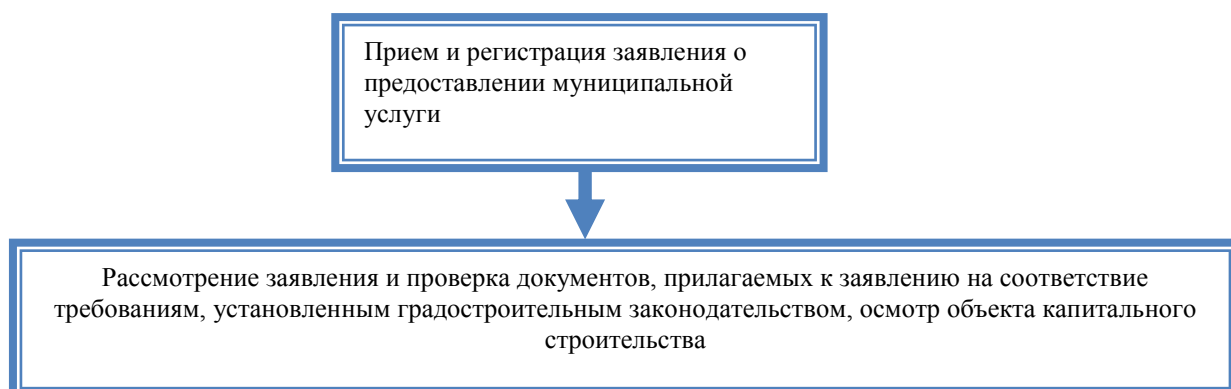 Прием и регистрация заявления о
предоставлении муниципальной
услуги
Рассмотрение заявления и проверка документов, прилагаемых к заявлению на соответствие
требованиям, установленным градостроительным законодательством, осмотр объекта капитального
строительства